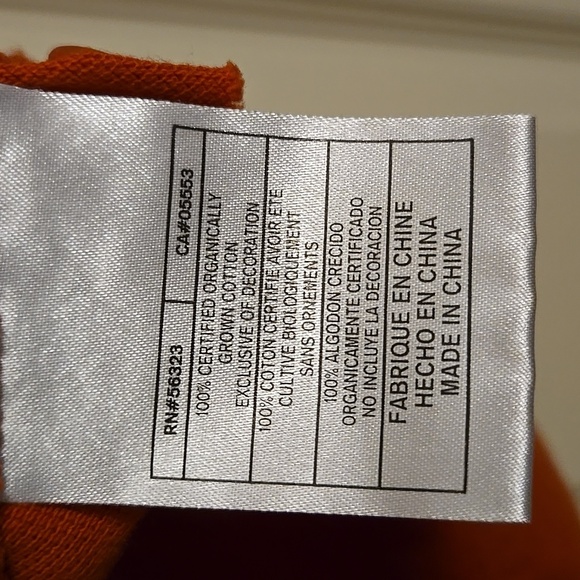 RN#56323 CA#05553
100% CERTIFIED ORGANICALLY
GROWN COTTON
EXCLUSIVE OF DECORATION
100% COTON CERTIFIE AVOIR ETE
CULTIVE BIOLOGIQUEMENT
SANS ORNEMENTS
100% ALGODON CRECIDO
ORGANICAMENTE CERTIFICADO
NO INCLUYE LA DECORACION
FABRIQUE EN CHINE
HECHO EN CHINA
MADE IN CHINA